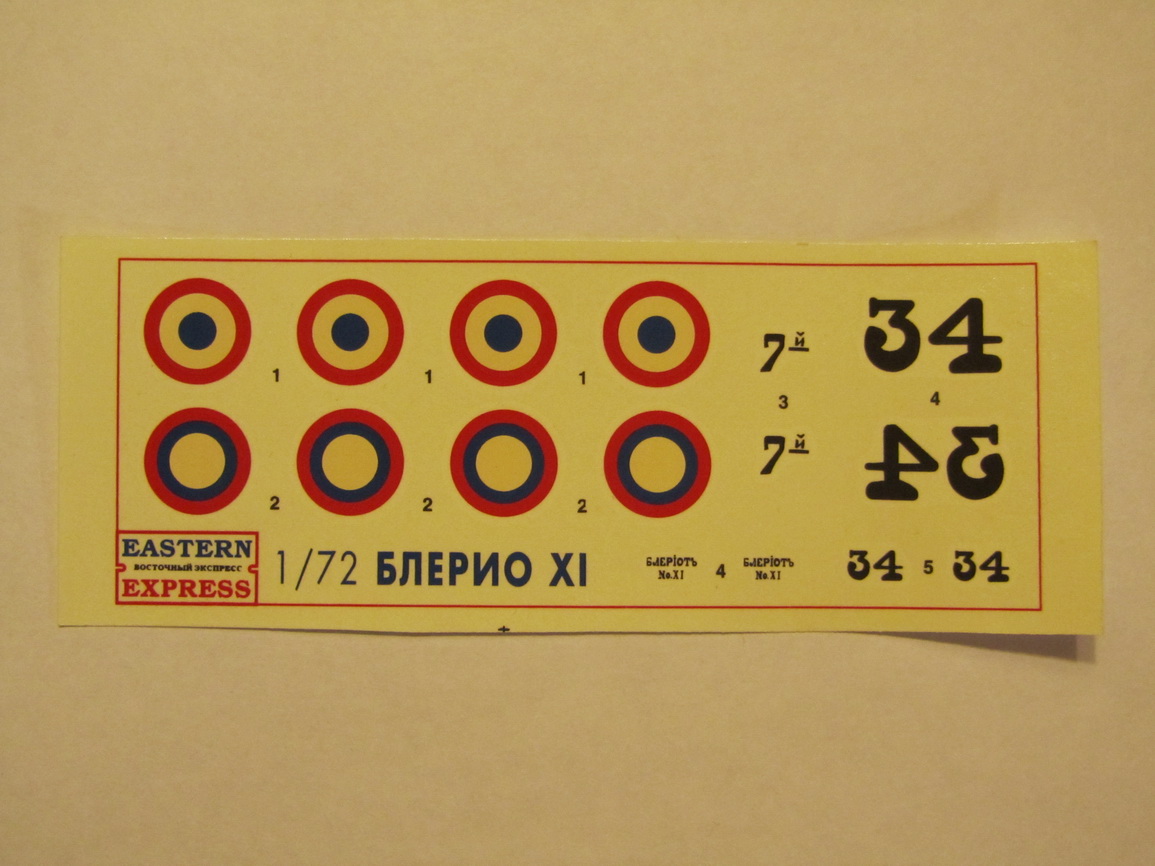 7й
34
1
1
1
3
4
7й
34
2
2
2
EASTERN
ВОСТОЧНЫЙ ЭКСПРЕСС
EXPRESS
1/72 БЛЕРИО XI
БЛЕРІОТЪ
No.XI
4
БЛЕРІОТЪ
No.XI
34 5 34